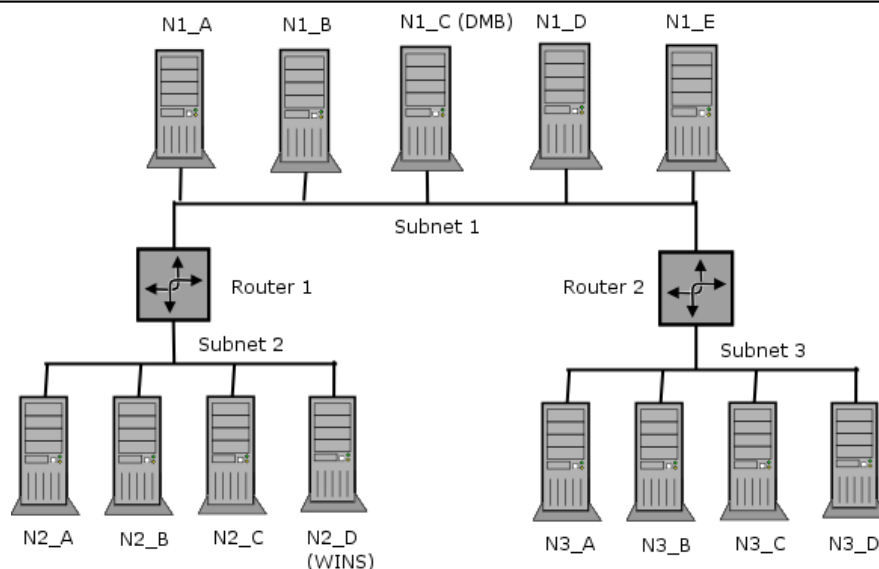 N1_A N1_B N1_C (DMB) N1_D N1_E
Subnet 1
Router 1 Router 2
Subnet 2 Subnet 3
N2_A N2_B N2_C N2_D N3_A N3_B N3_C N3_D
(WINS)